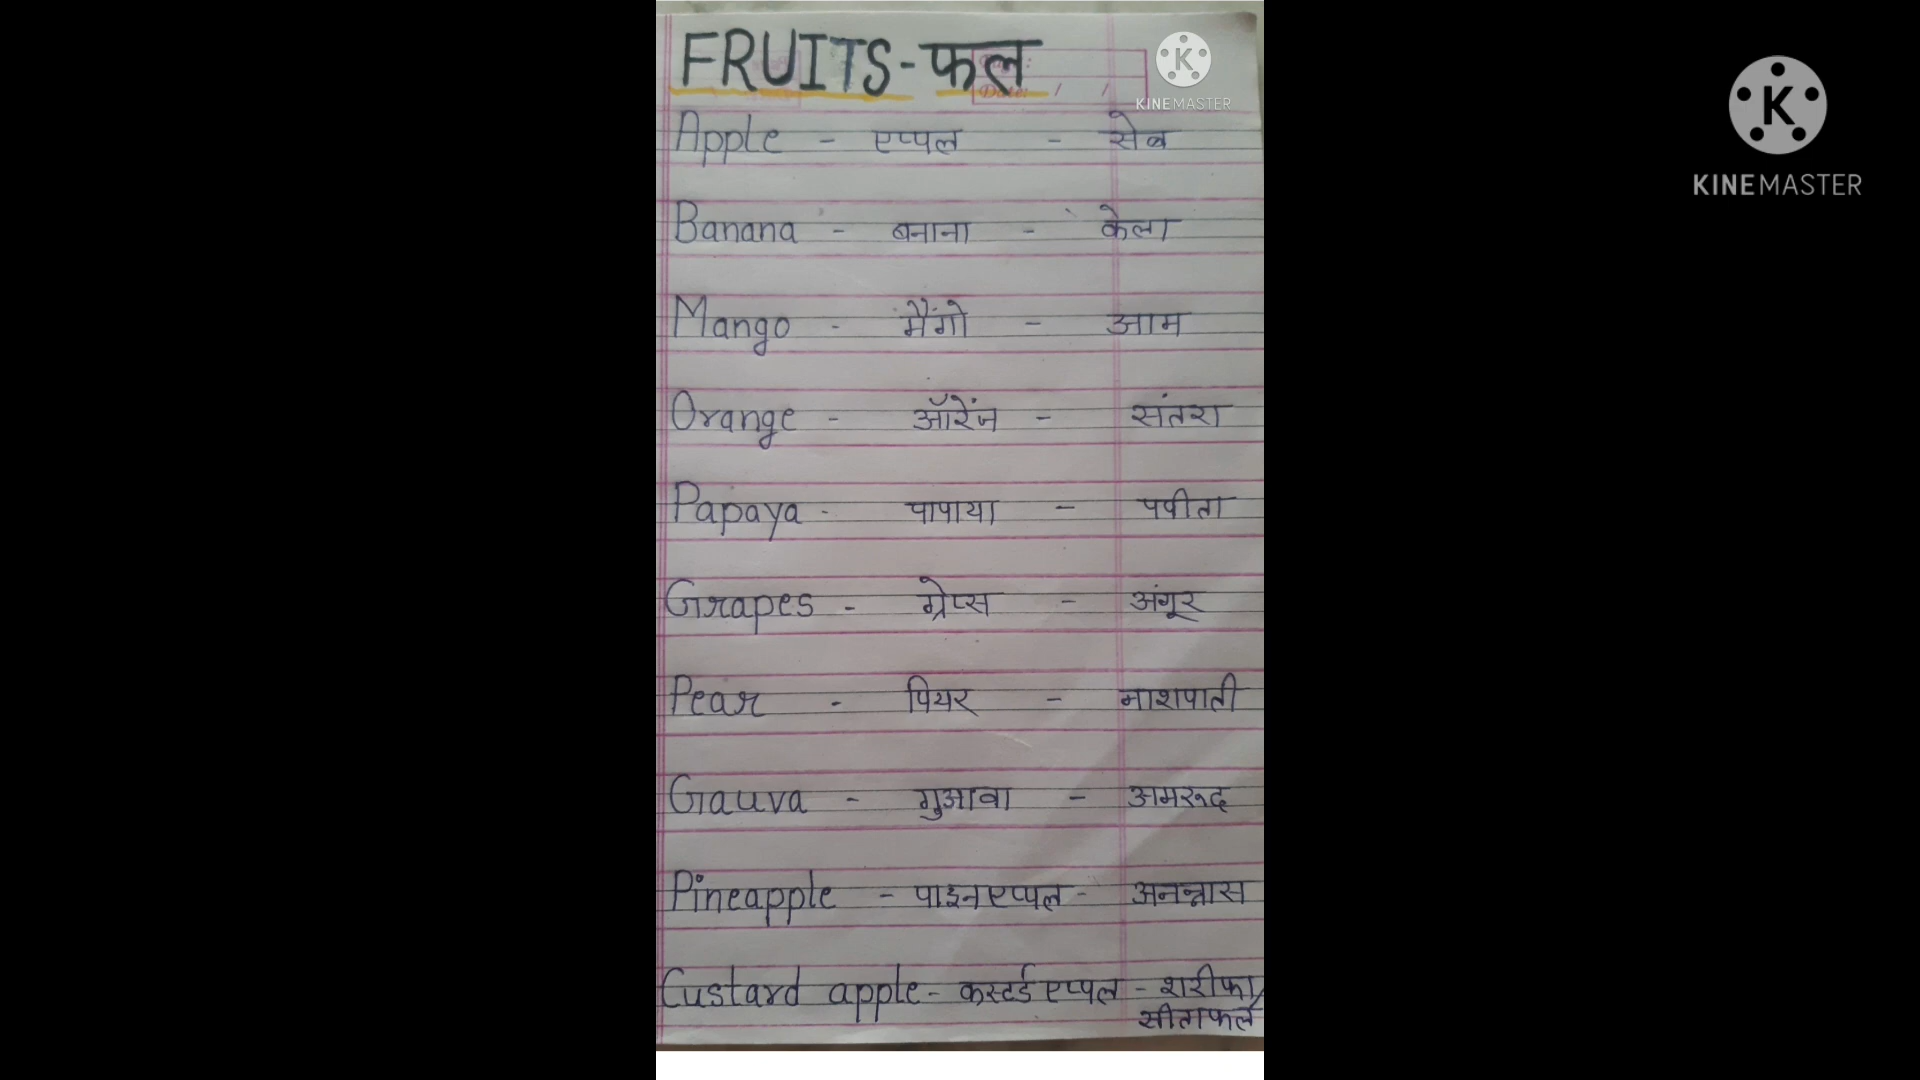 FRUITS - फल
KINEMASTER
Date: / /
Apple - एप्पल - सेब
Banana - बनाना - केला
Mango - मैंगो - आम
Orange - ऑरेंज - संतरा
Papaya - पापाया - पपीता
Grapes - ग्रेप्स - अंगूर
Pear - पियर - नाशपाती
Gauva - गुआवा - अमरूद
Pineapple - पाइनएप्पल - अनन्नास
Custard apple - कस्टर्ड एप्पल - शरीफा/
सीताफल
KINEMASTER